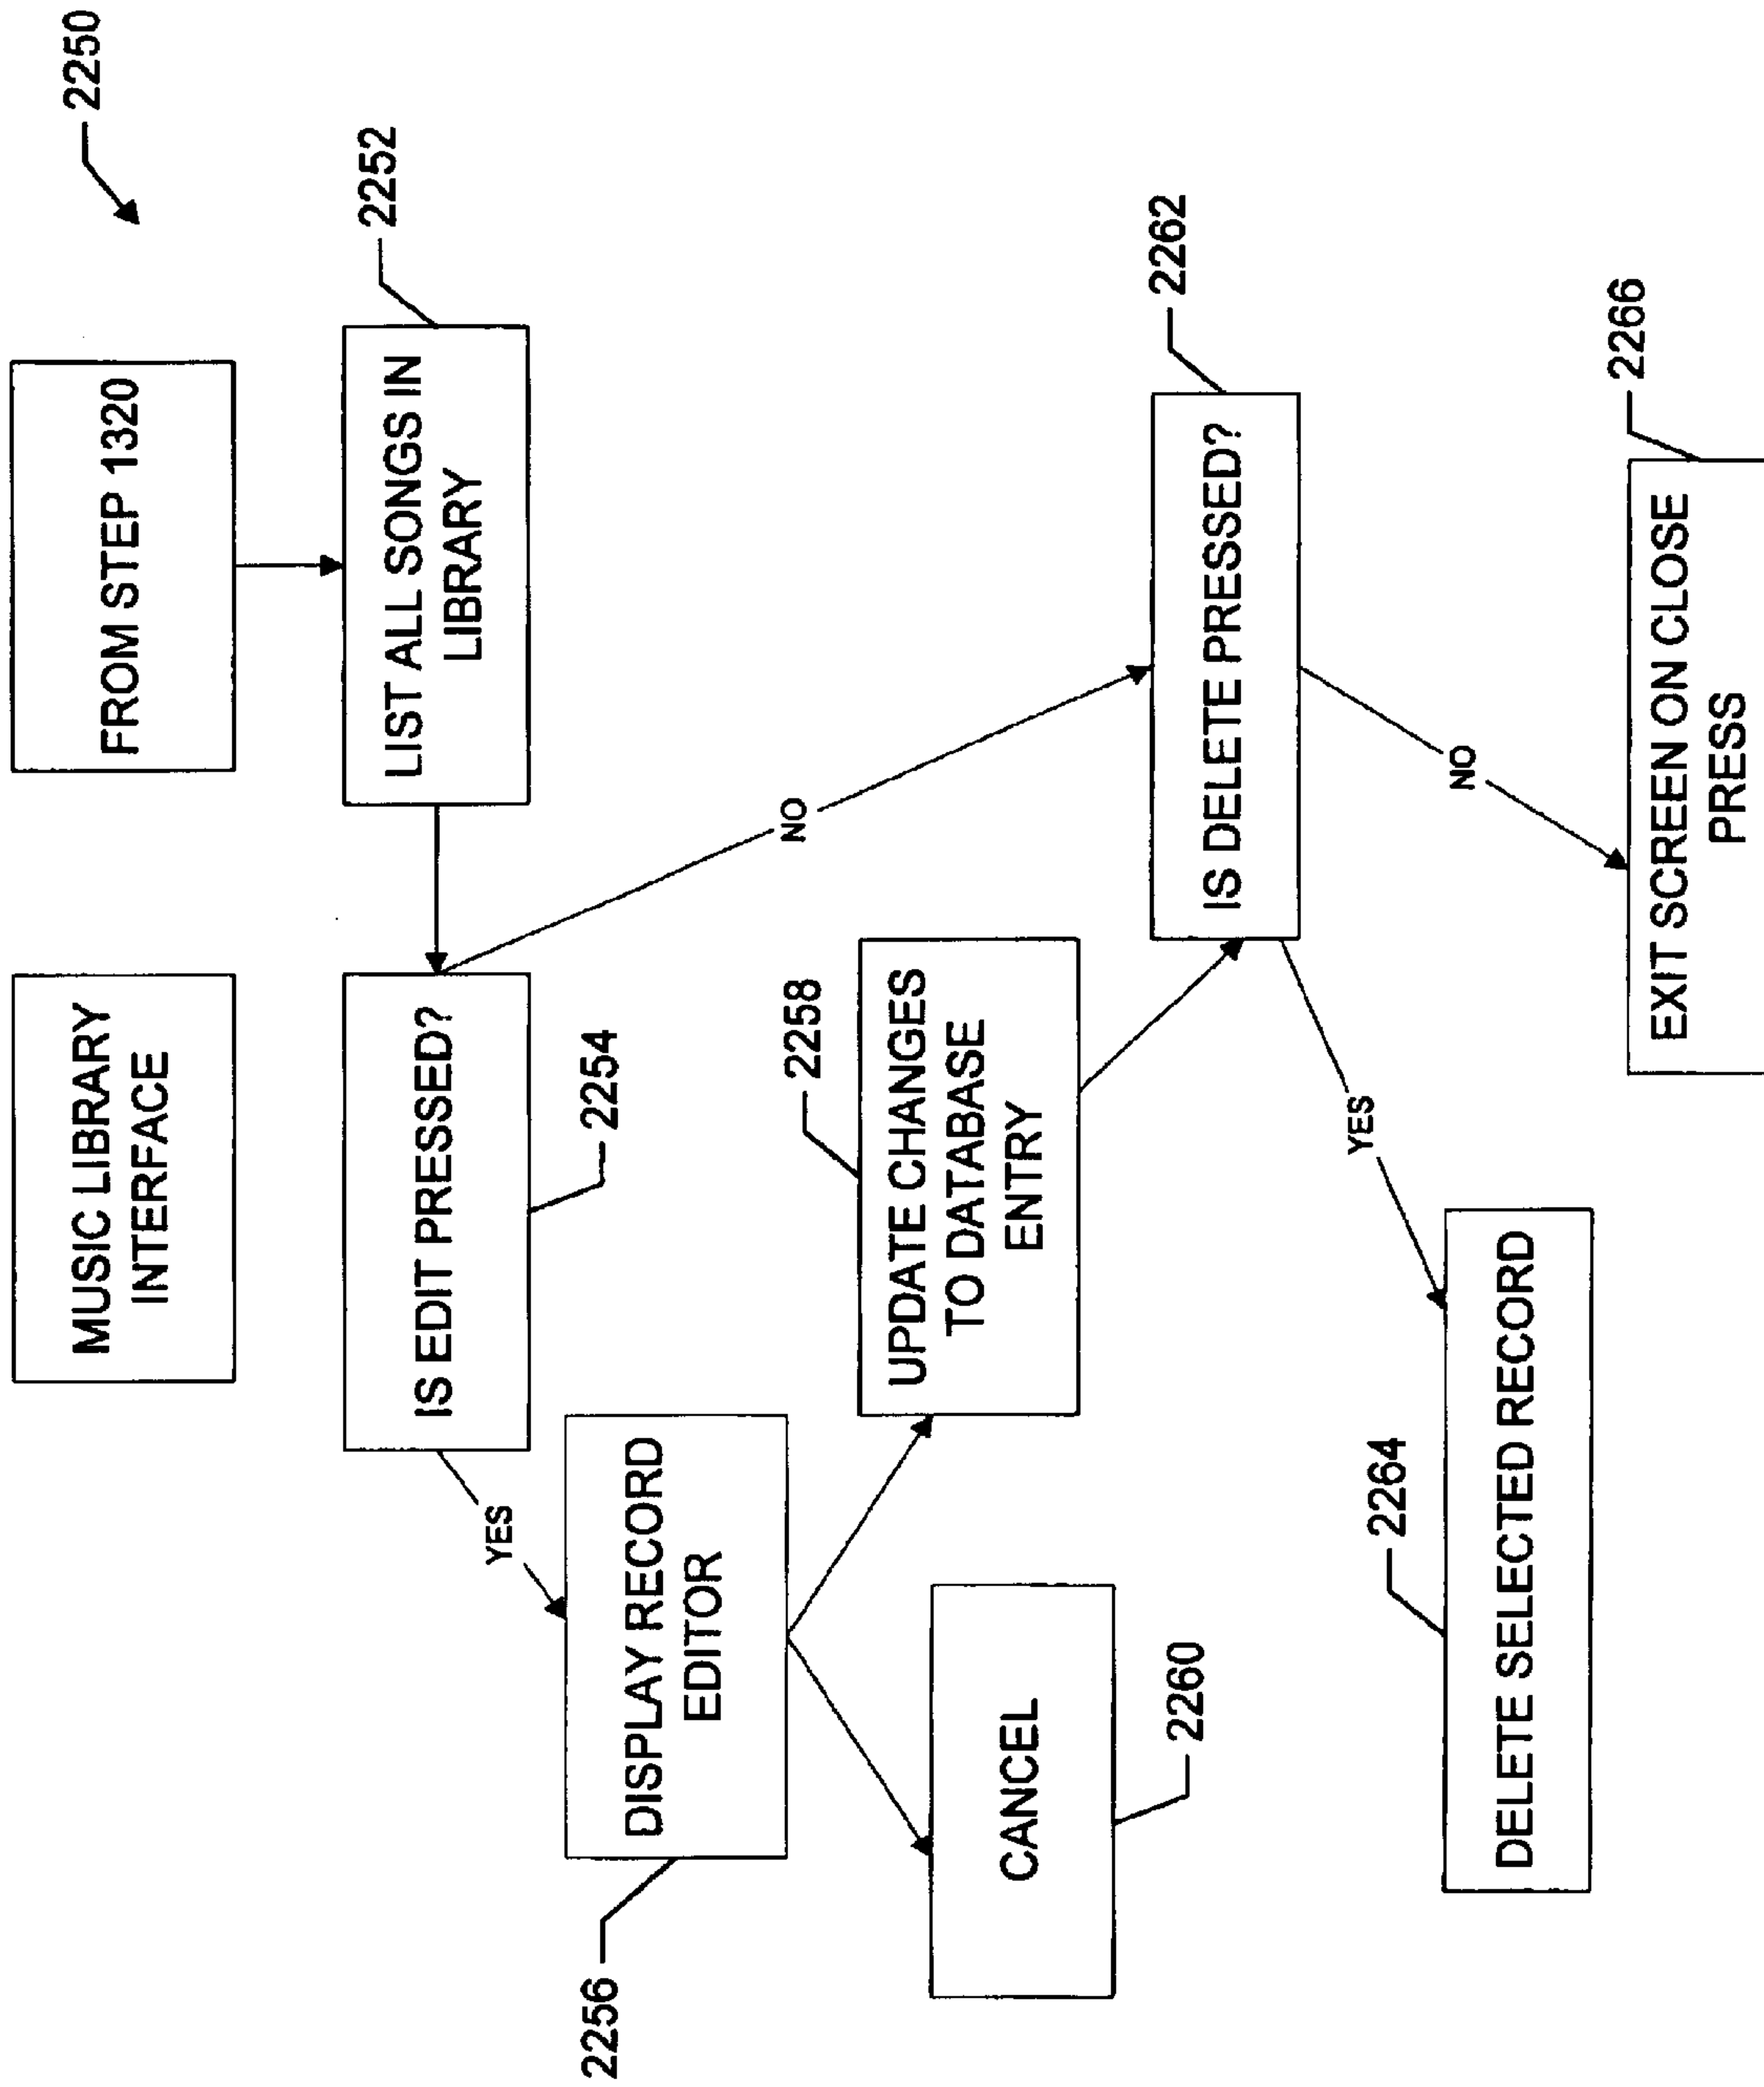 MUSIC LIBRARY
INTERFACE
FROM STEP 1320
2250
LIST ALL SONGS IN
LIBRARY
2252
IS EDIT PRESSED?
2254
YES
NO
DISPLAY RECORD
EDITOR
2256
UPDATE CHANGES
TO DATABASE
ENTRY
2258
CANCEL
2260
IS DELETE PRESSED?
2262
YES
NO
DELETE SELECTED RECORD
2264
EXIT SCREEN ON CLOSE
PRESS
2266